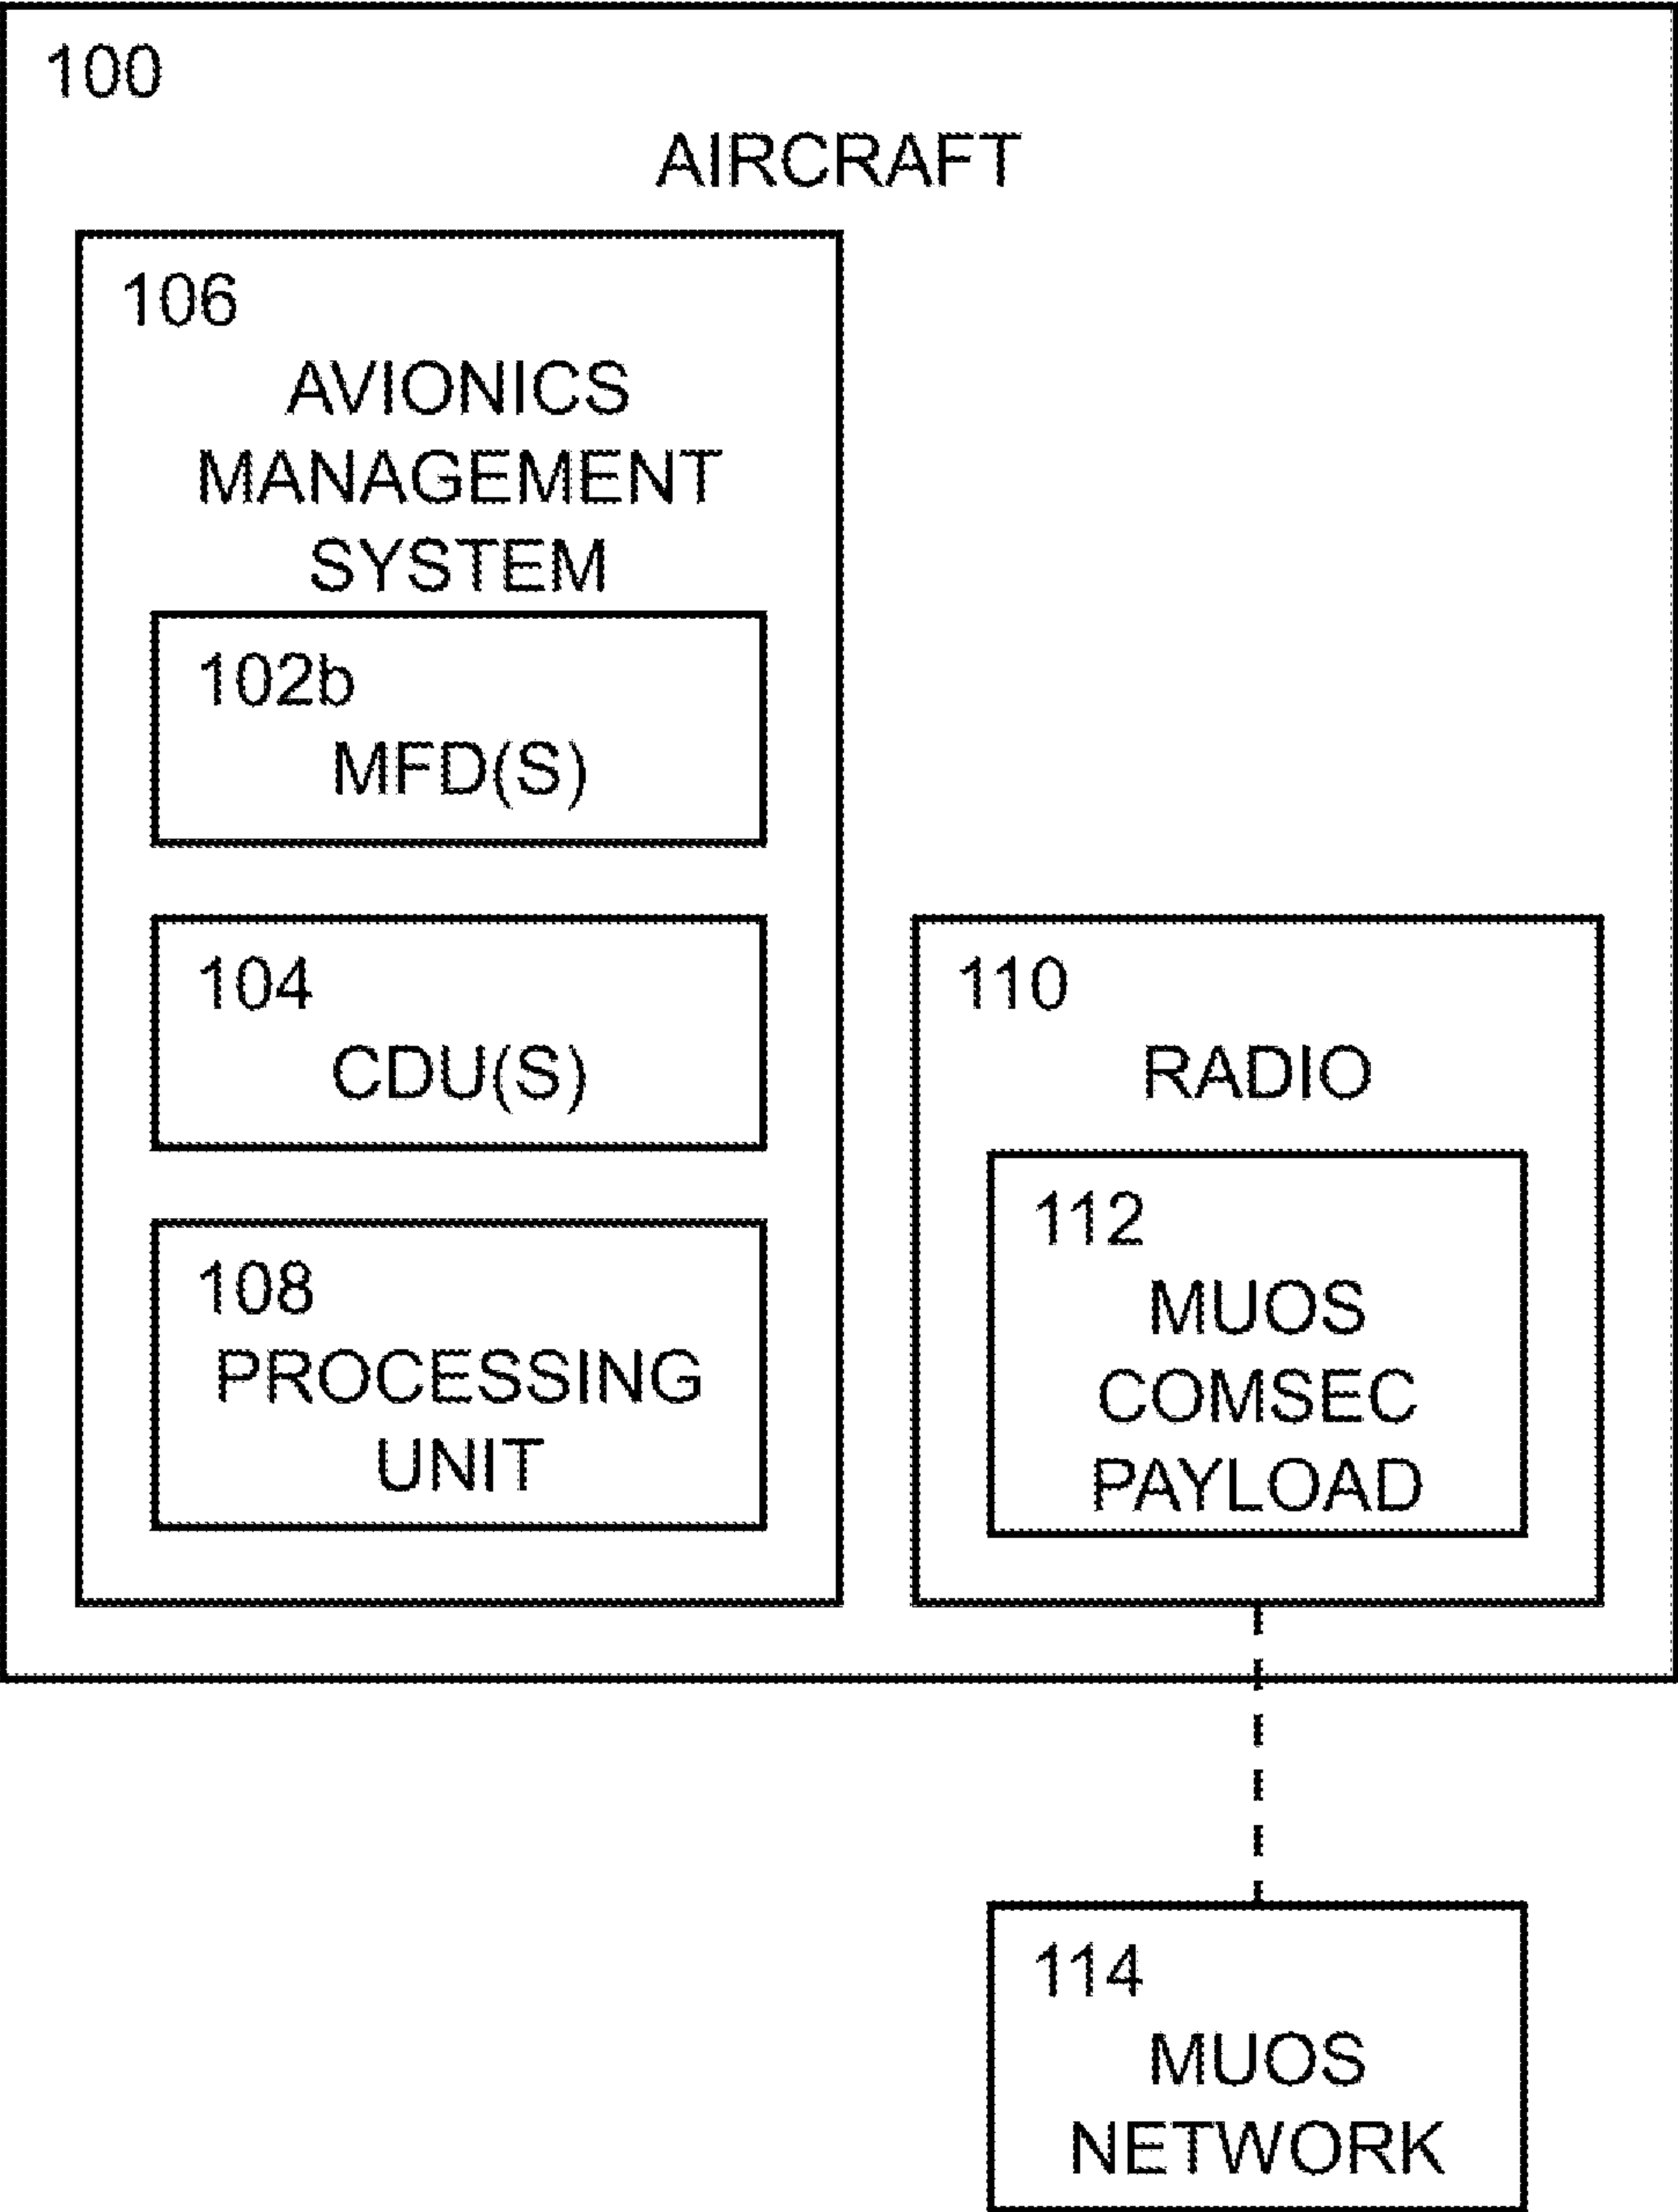 100
AIRCRAFT
106
AVIONICS
MANAGEMENT
SYSTEM
102b
MFD(S)
104
CDU(S)
108
PROCESSING
UNIT
110
RADIO
112
MUOS
COMSEC
PAYLOAD
114
MUOS
NETWORK